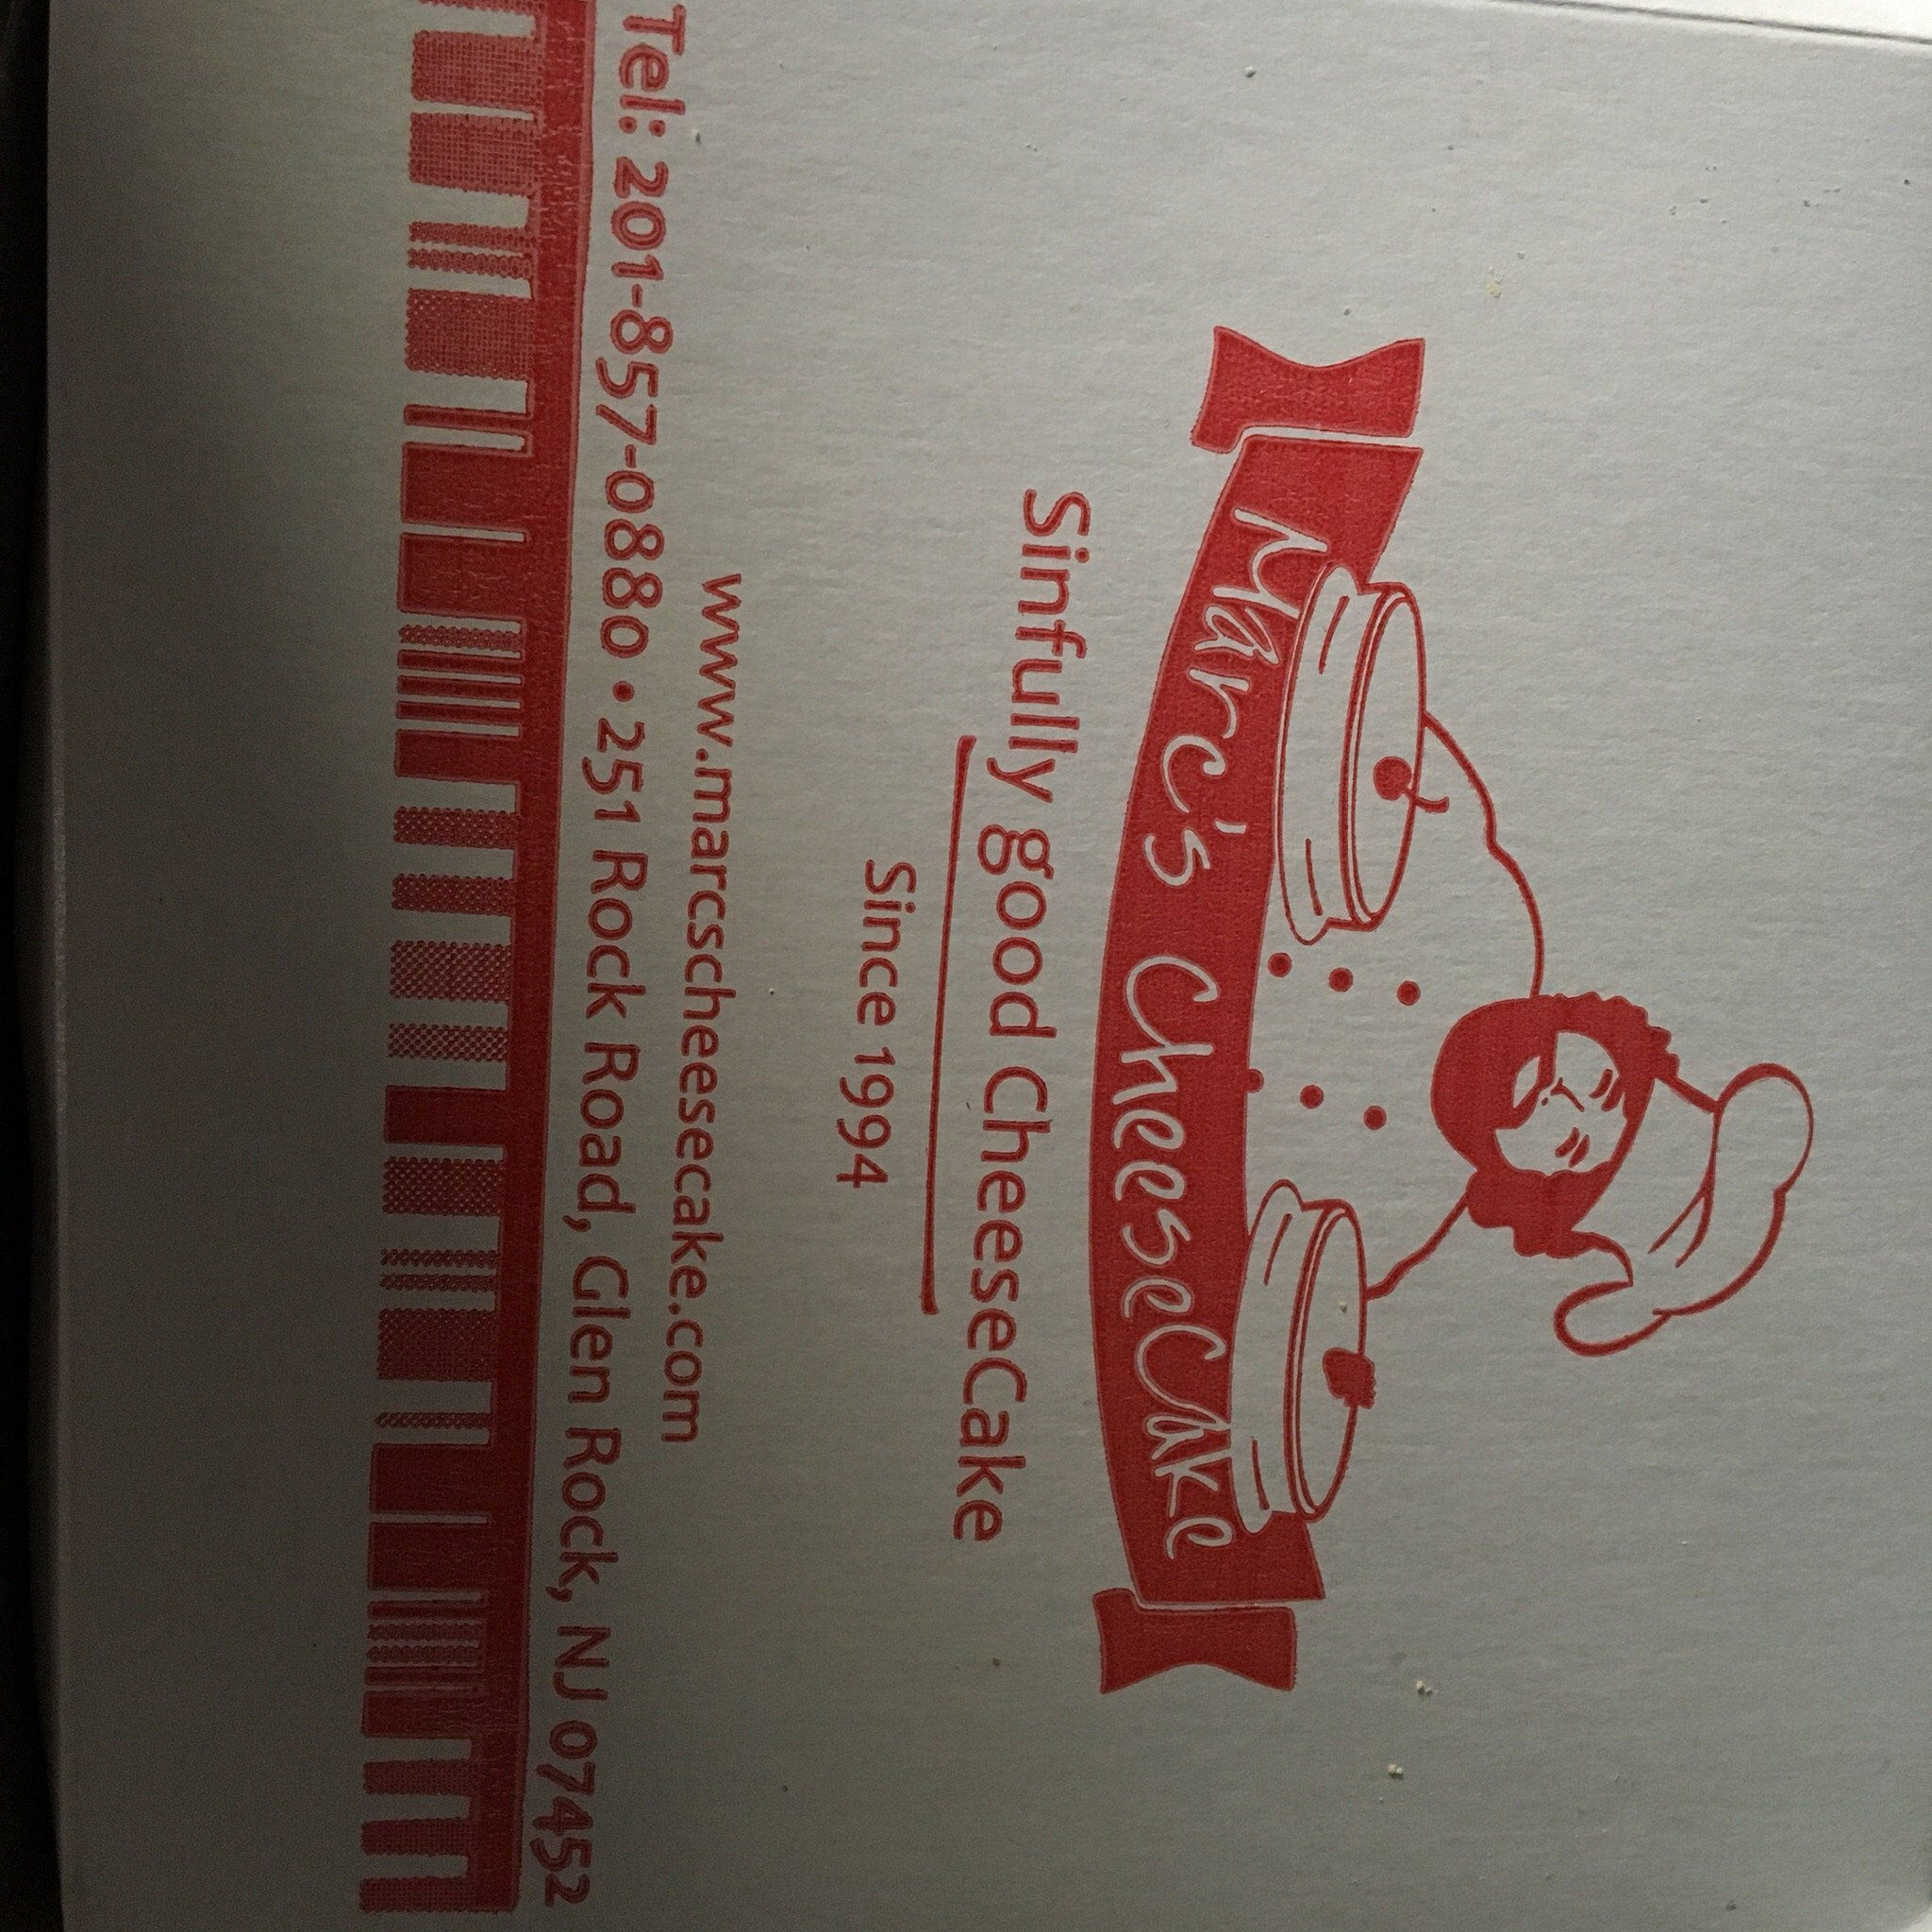 Marc's CheeseCake
Sinfully good CheeseCake
Since 1994
www.marcscheesecake.com
Tel: 201-857-0880 • 251 Rock Road, Glen Rock, NJ 07452